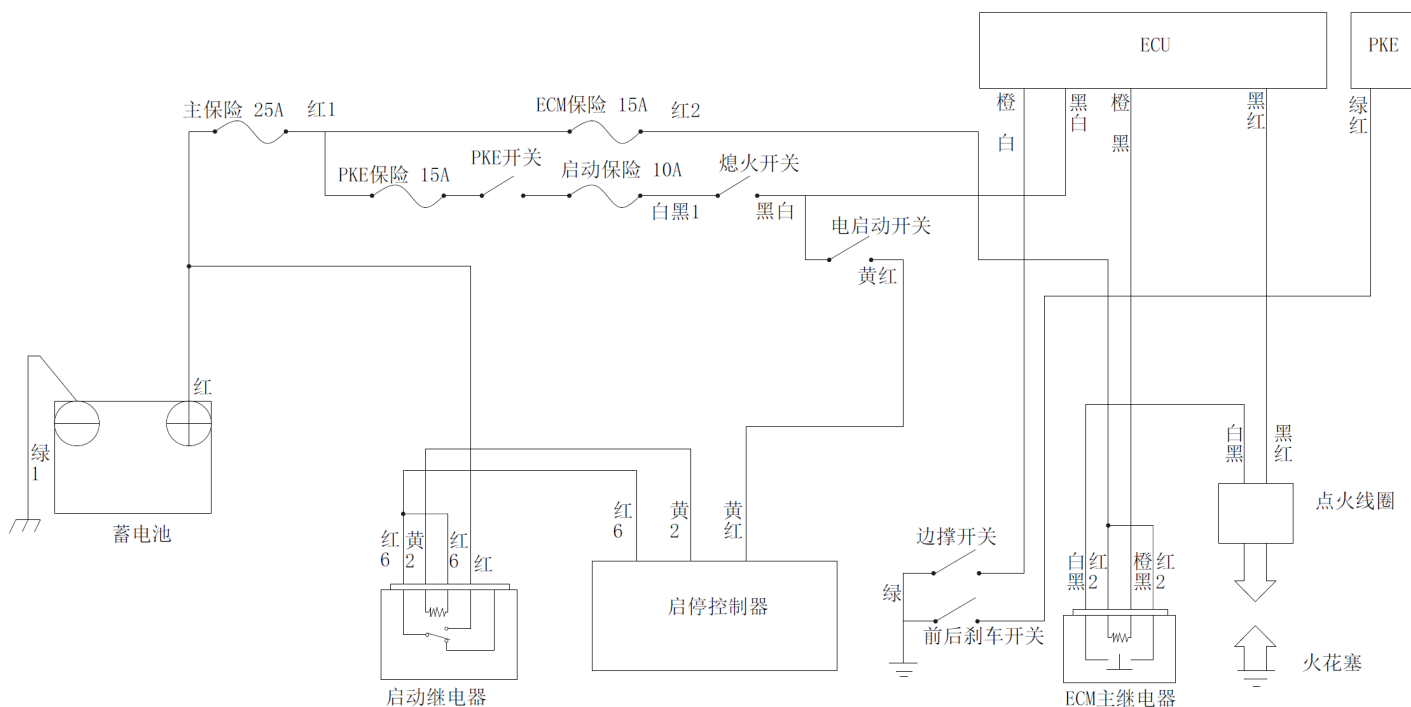 ECU
PKE
主保险 25A
红1
ECM保险 15A
红2
橙白
黑白
橙黑
黑红
绿红
PKE保险 15A
PKE开关
启动保险 10A
白黑1
熄火开关
黑白
电启动开关
黄红
红
绿1
蓄电池
红6
黄2
红6
红
启动继电器
红6
黄2
黄红
启停控制器
边撑开关
绿
前后刹车开关
白黑
红2
橙黑
红2
ECM主继电器
白黑
黑红
点火线圈
火花塞